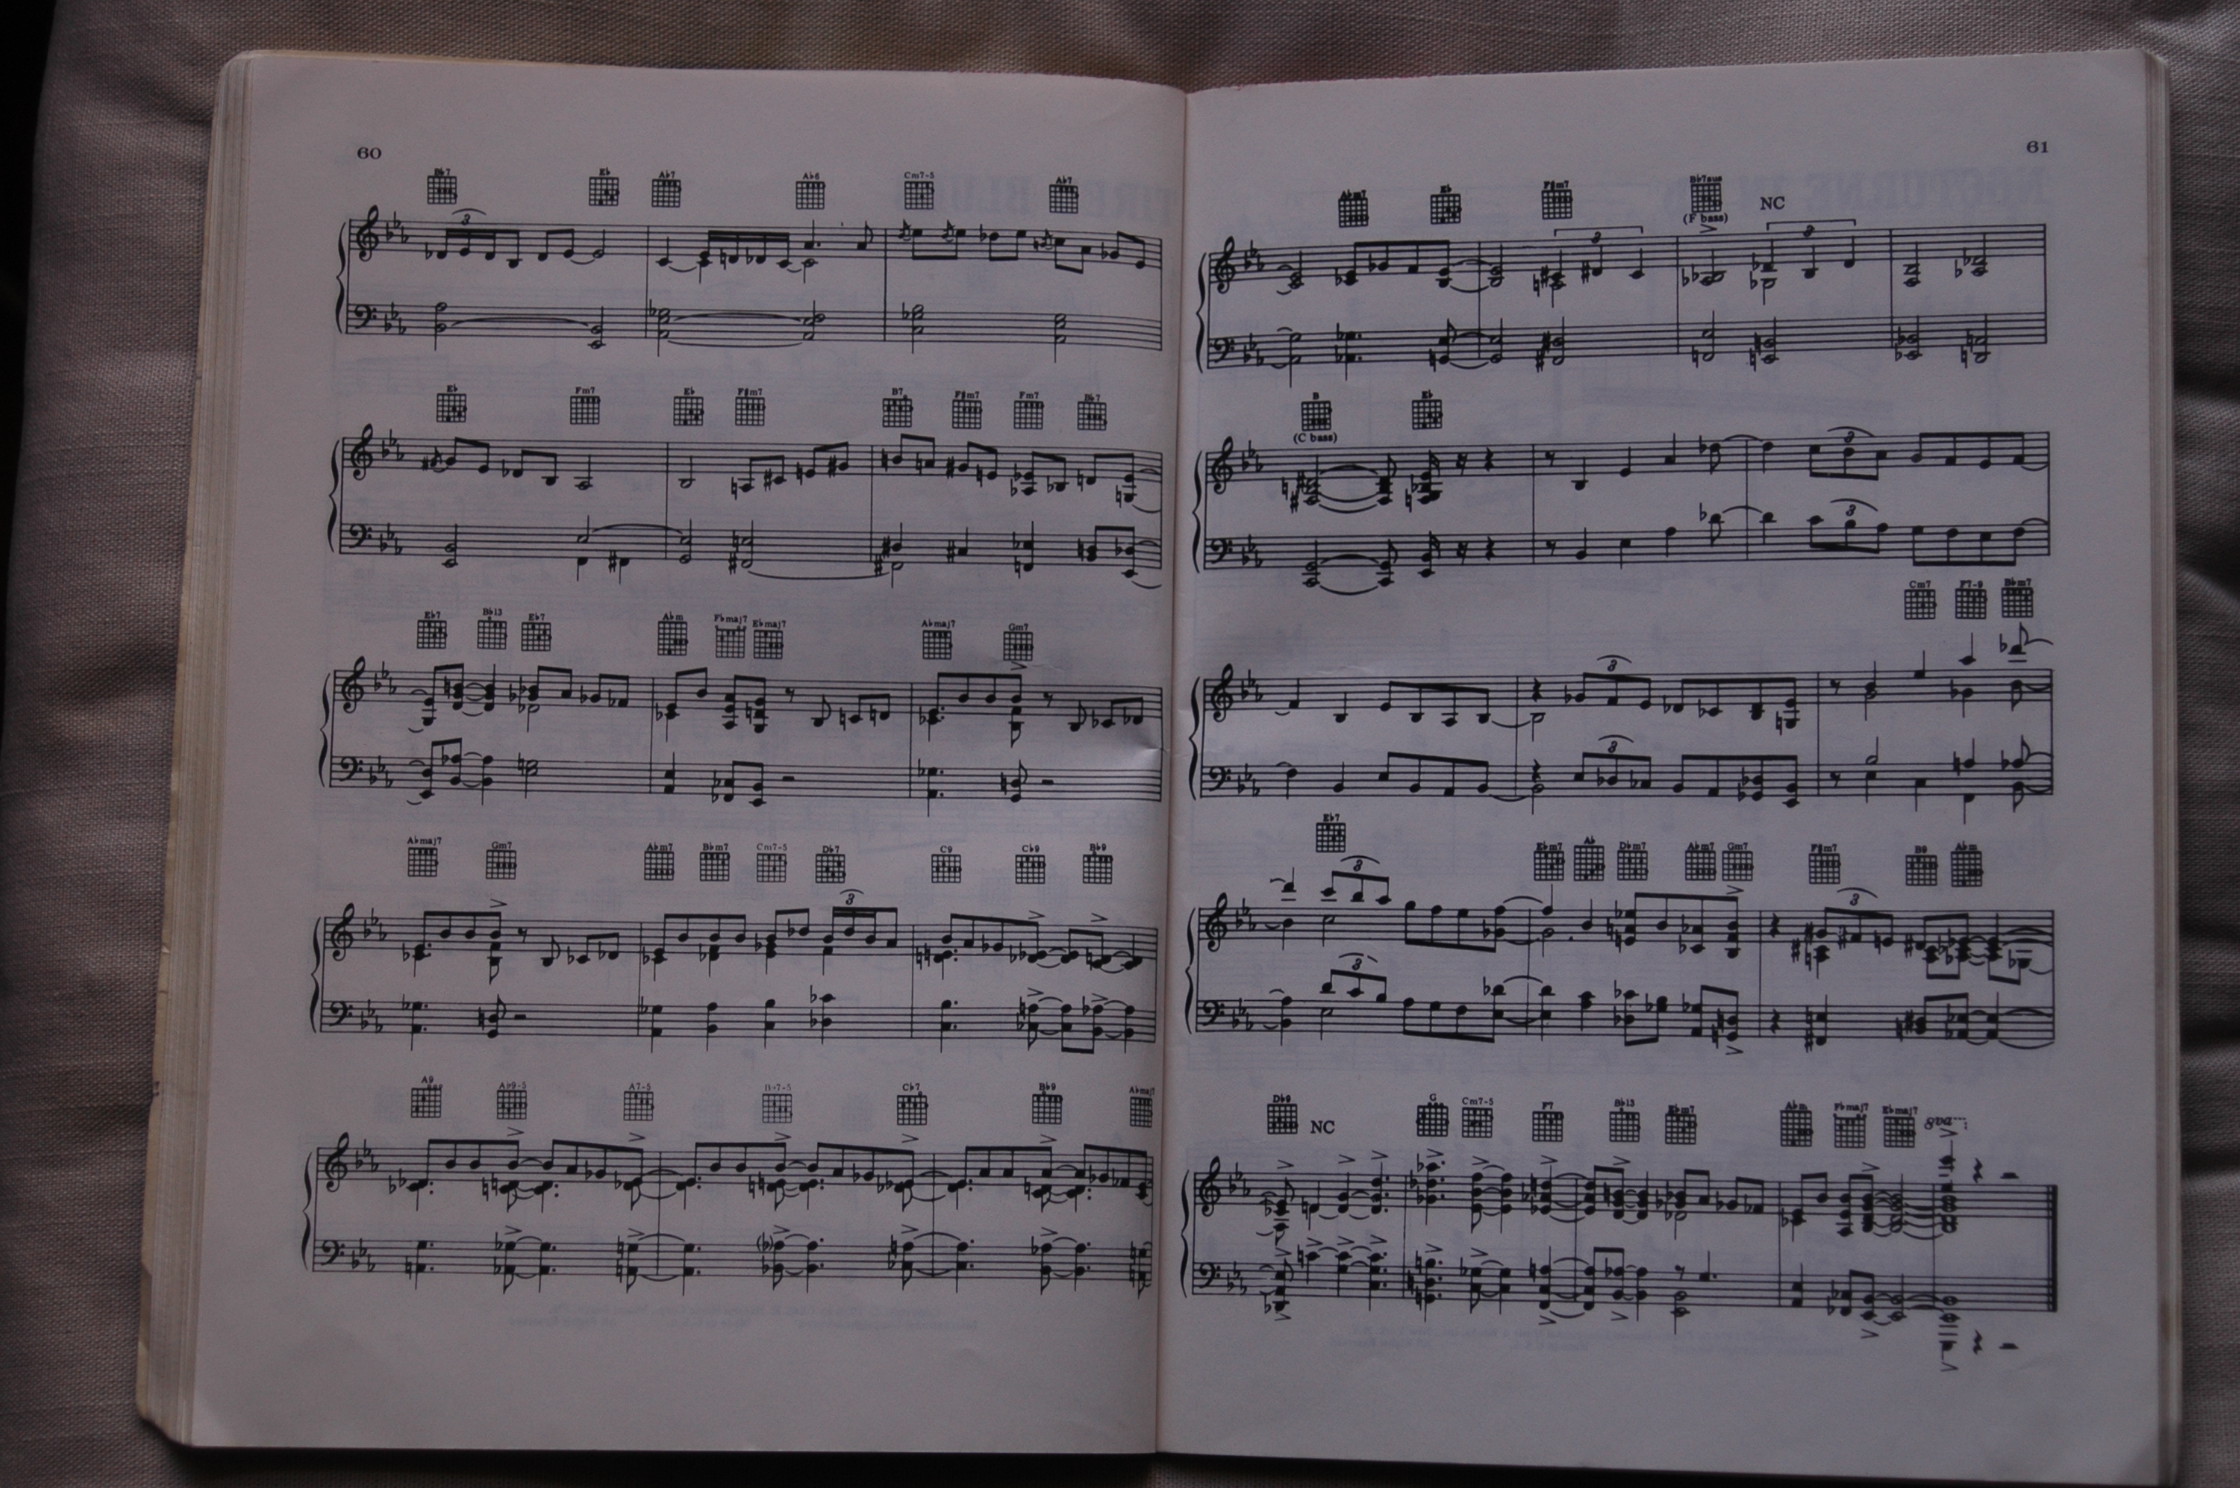 60
B♭7 E♭ A♭7 A♭6 Cm7-5 A♭7
3
E♭ Fm7 E♭ F♯m7 B7 F♯m7 Fm7 B♭7
E♭7 B♭13 E♭7 A♭m F♭maj7 E♭maj7 A♭maj7 Gm7
A♭maj7 Gm7 A♭m7 B♭m7 Cm7-5 D♭7 C9 C♭9 B♭9
3
A9 A♭9-5 A7-5 B♭7-5 C♭7 B♭9 A♭maj7
61
A♭m7 E♭ F♯m7 B♭7sus NC
(F bass)
3 3
B E♭
(C bass)
3
3
Cm7 F7-9 B♭m7
3
3
E♭7
E♭m7 A♭ D♭m7 A♭m7 Gm7 F♯m7 B9 A♭m
3 3
3
D♭9 NC G Cm7-5 F7 B♭13 E♭m7 A♭m F♭maj7 E♭maj7 8va